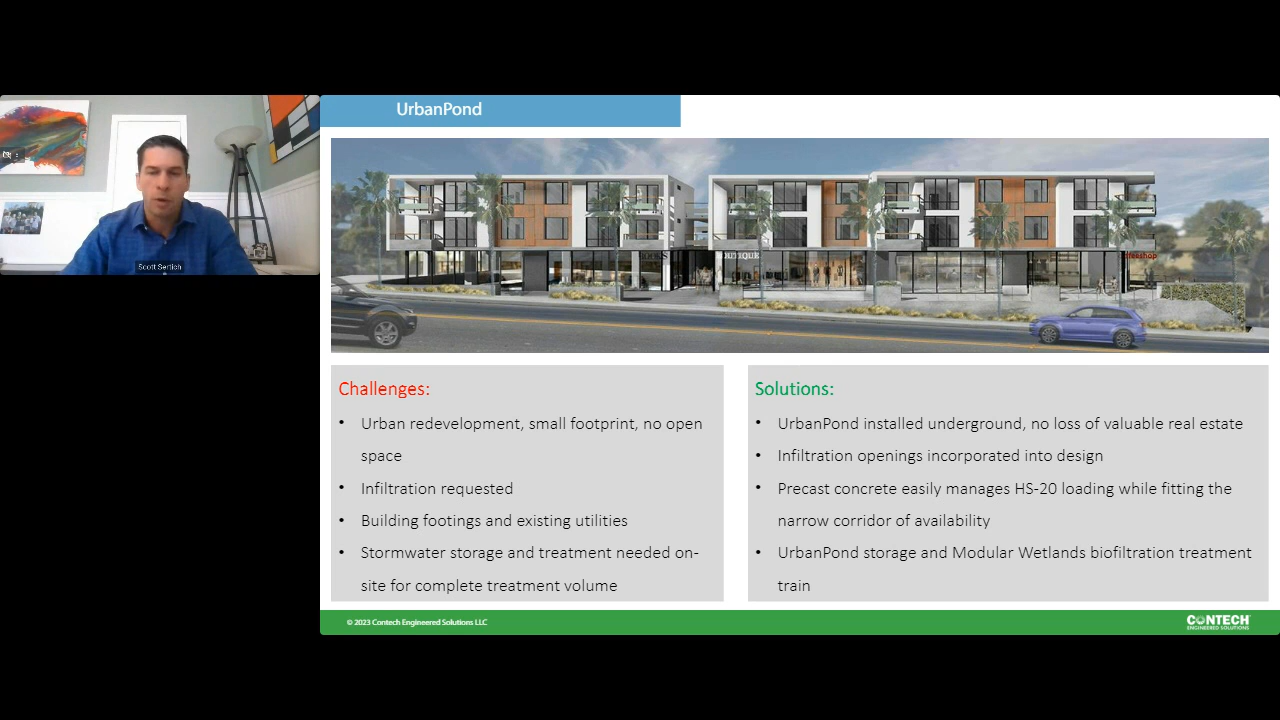 UrbanPond
Scott Sertich
BOUTIQUE
Challenges:
• Urban redevelopment, small footprint, no open
space
• Infiltration requested
• Building footings and existing utilities
• Stormwater storage and treatment needed on-
site for complete treatment volume
Solutions:
• UrbanPond installed underground, no loss of valuable real estate
• Infiltration openings incorporated into design
• Precast concrete easily manages HS-20 loading while fitting the
narrow corridor of availability
• UrbanPond storage and Modular Wetlands biofiltration treatment
train
© 2023 Contech Engineered Solutions LLC
CONTECH
ENGINEERED SOLUTIONS